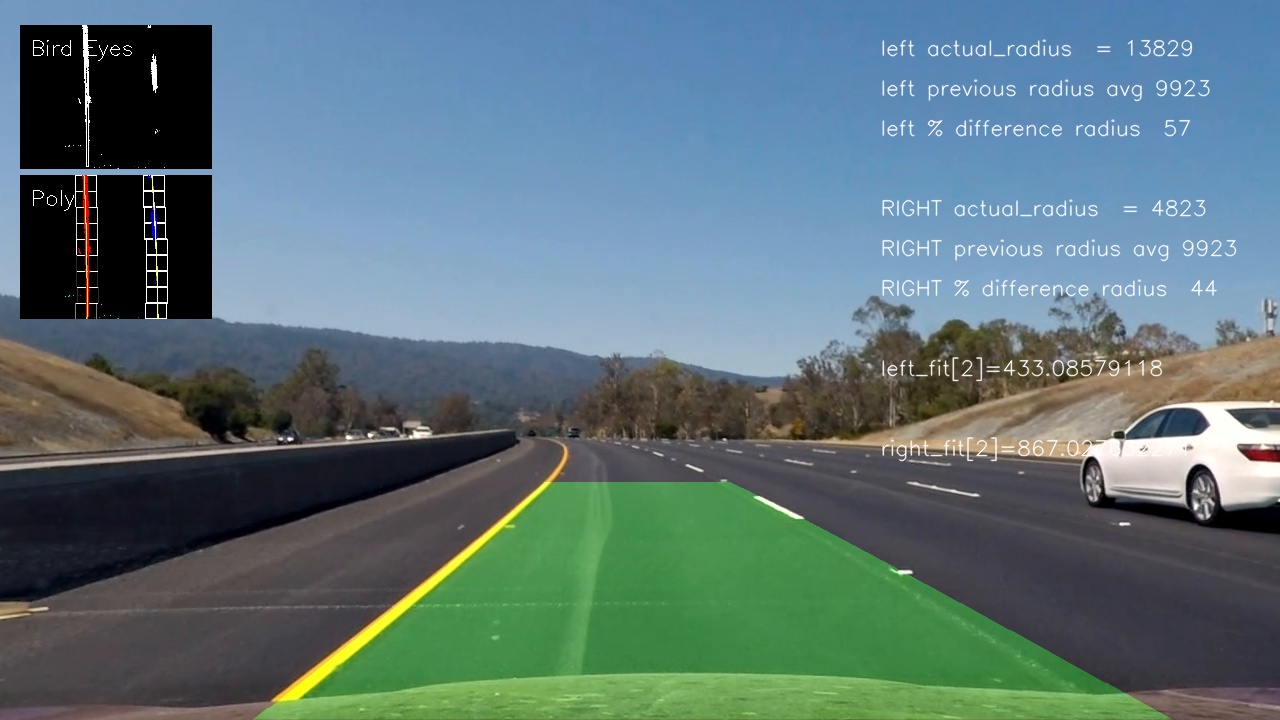 Bird Eyes
Poly
left actual_radius = 13829
left previous radius avg 9923
left % difference radius 57
RIGHT actual_radius = 4823
RIGHT previous radius avg 9923
RIGHT % difference radius 44
left_fit[2]=433.08579118